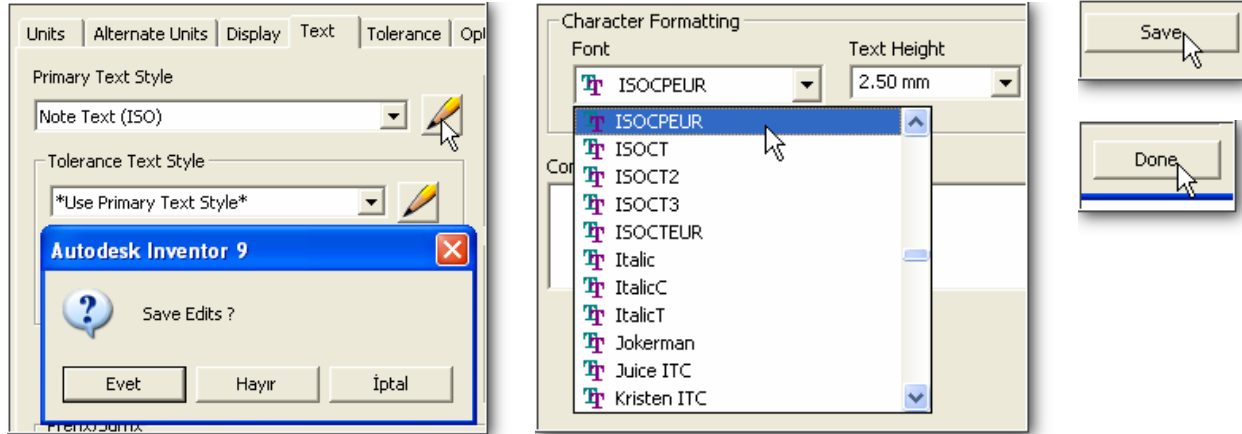 Units Alternate Units Display Text Tolerance
Primary Text Style
Note Text (ISO)
Tolerance Text Style
*Use Primary Text Style*
Autodesk Inventor 9
Save Edits ?
Evet Hayır İptal
Character Formatting
Font Text Height
ISOCPEUR 2.50 mm
ISOCPEUR
ISOCT
ISOCT2
ISOCT3
ISOCTEUR
Italic
ItalicC
ItalicT
Jokerman
Juice ITC
Kristen ITC
Save
Done